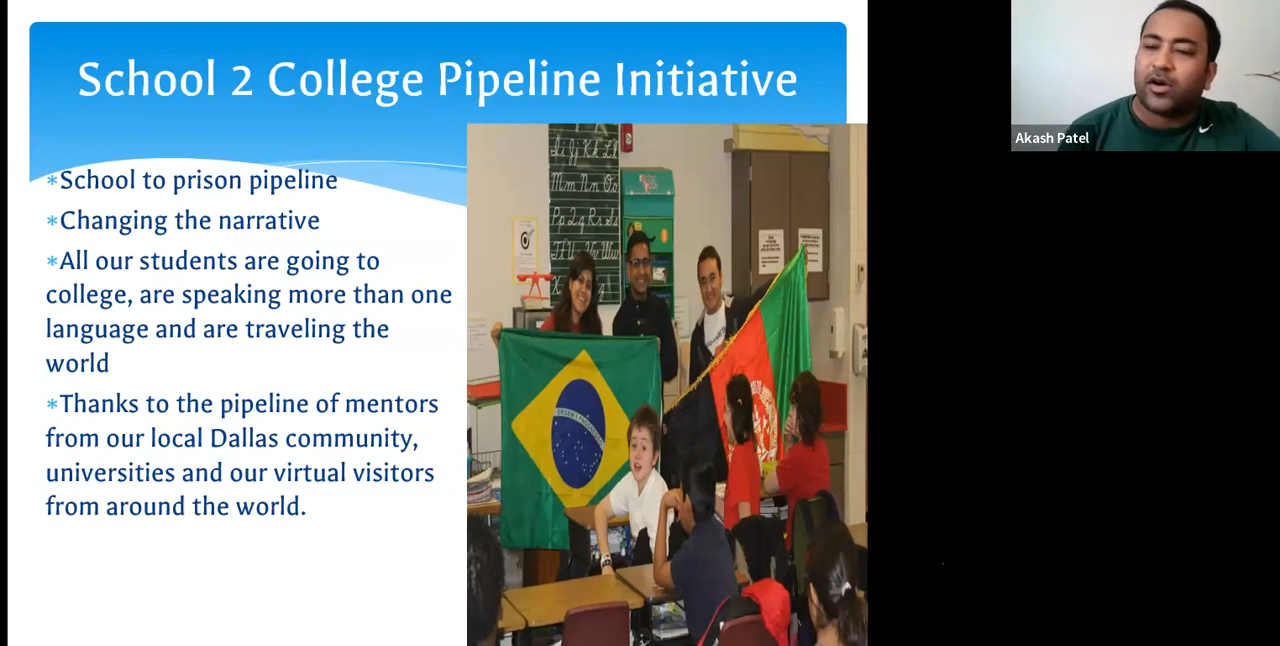 School 2 College Pipeline Initiative
*School to prison pipeline
*Changing the narrative
*All our students are going to
college, are speaking more than one
language and are traveling the
world
*Thanks to the pipeline of mentors
from our local Dallas community,
universities and our virtual visitors
from around the world.
Akash Patel